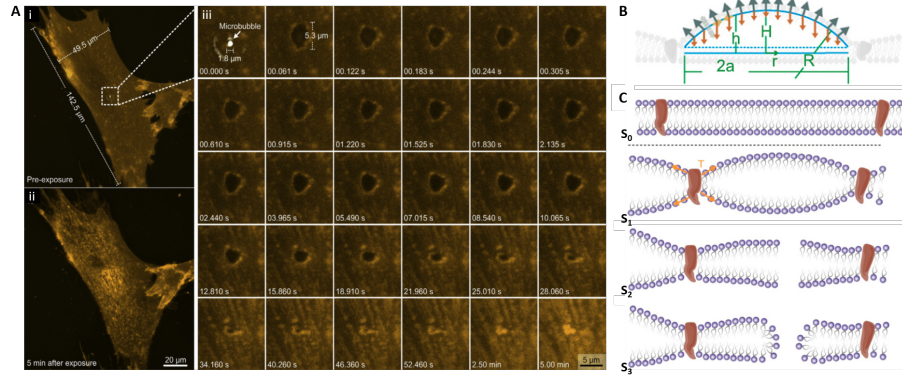 A
i
49.5 µm
142.5 µm
Pre-exposure
ii
5 min after exposure
20 µm
iii
Microbubble
1.8 µm
5.3 µm
00.000 s
00.061 s
00.122 s
00.183 s
00.244 s
00.305 s
00.610 s
00.915 s
01.220 s
01.525 s
01.830 s
2.135 s
02.440 s
03.965 s
05.490 s
07.015 s
08.540 s
10.065 s
12.810 s
15.860 s
18.910 s
21.960 s
25.010 s
28.060 s
34.160 s
40.260 s
46.360 s
52.460 s
2.50 min
5.00 min
5 µm
B
h
H
r
R
2a
C
S0
T
S1
S2
S3